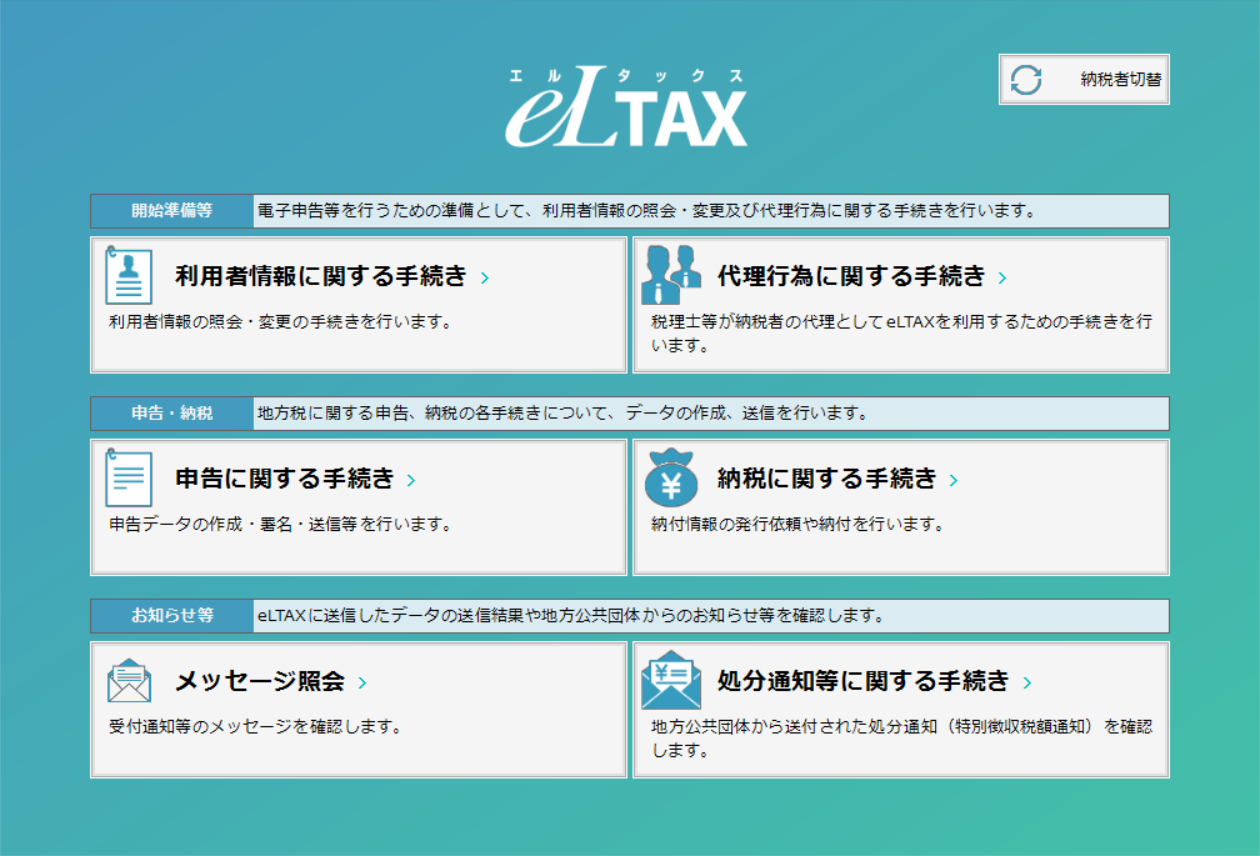 エルタックス
eLTAX
納税者切替
開始準備等
電子申告等を行うための準備として、利用者情報の照会・変更及び代理行為に関する手続きを行います。
利用者情報に関する手続き
利用者情報の照会・変更の手続きを行います。
代理行為に関する手続き
税理士等が納税者の代理としてeLTAXを利用するための手続きを行
います。
申告・納税
地方税に関する申告、納税の各手続きについて、データの作成、送信を行います。
申告に関する手続き
申告データの作成・署名・送信等を行います。
¥
納税に関する手続き
納付情報の発行依頼や納付を行います。
お知らせ等
eLTAXに送信したデータの送信結果や地方公共団体からのお知らせ等を確認します。
メッセージ照会
受付通知等のメッセージを確認します。
¥
処分通知等に関する手続き
地方公共団体から送付された処分通知（特別徴収税額通知）を確認
します。